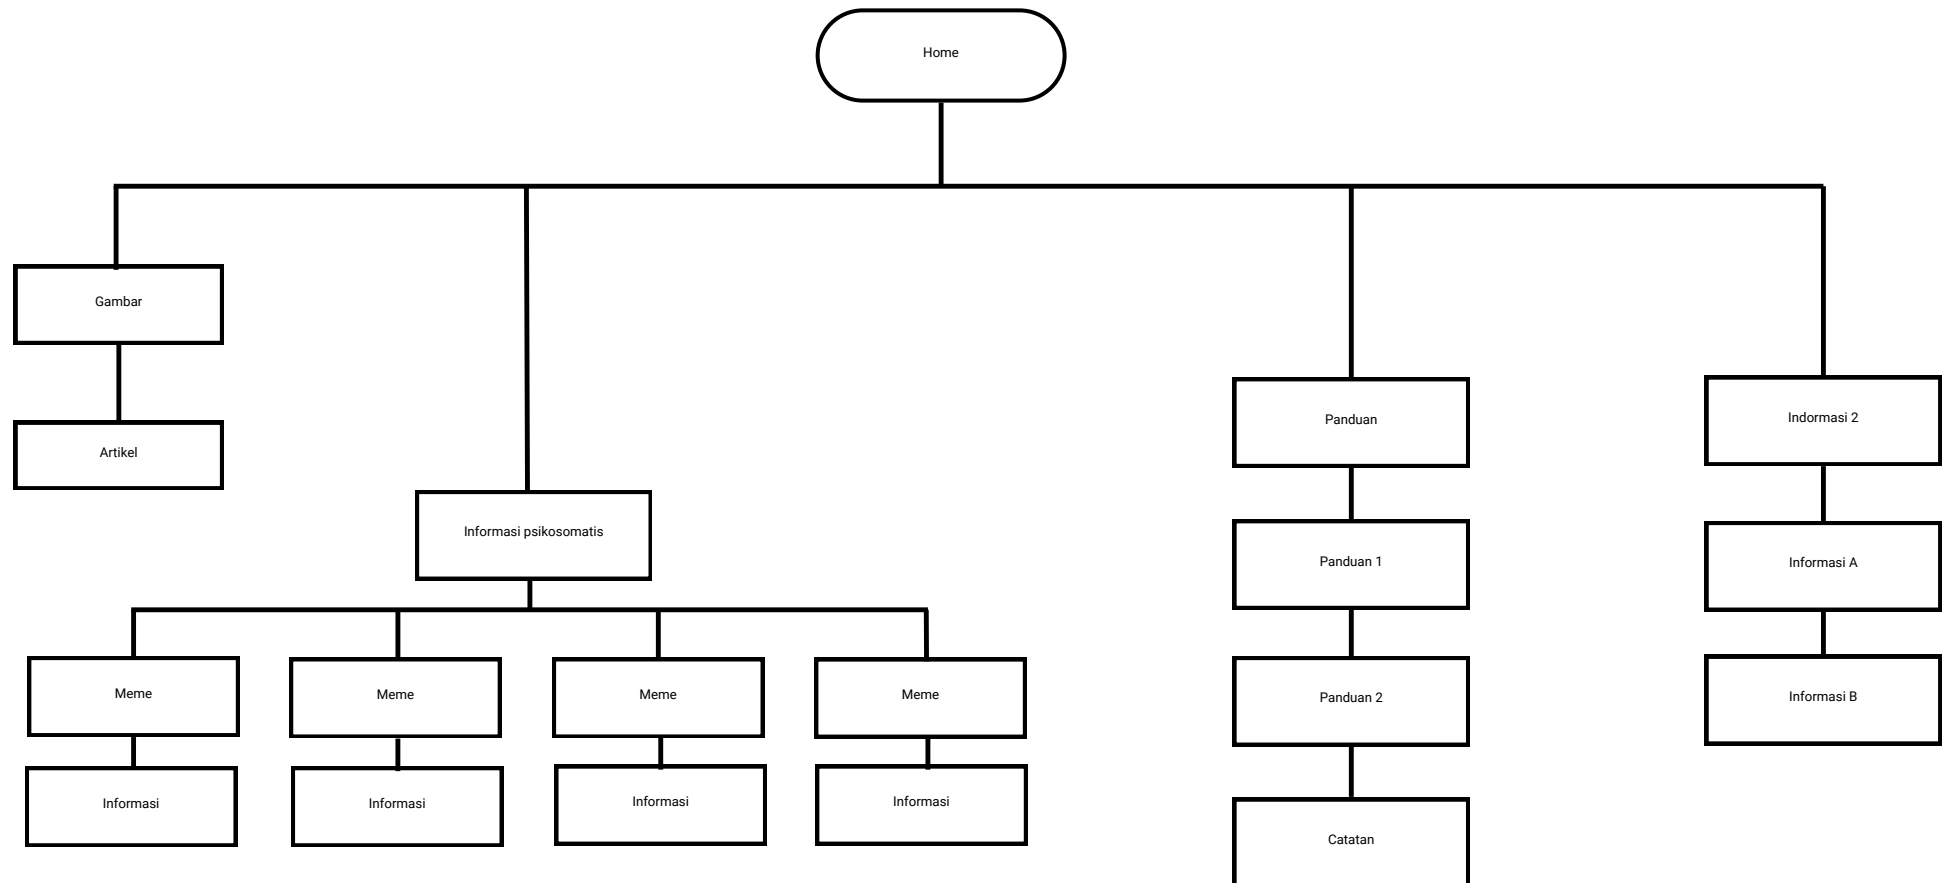 Home
Gambar
Artikel
Informasi psikosomatis
Meme
Meme
Meme
Meme
Informasi
Informasi
Informasi
Informasi
Panduan
Panduan 1
Panduan 2
Catatan
Indormasi 2
Informasi A
Informasi B